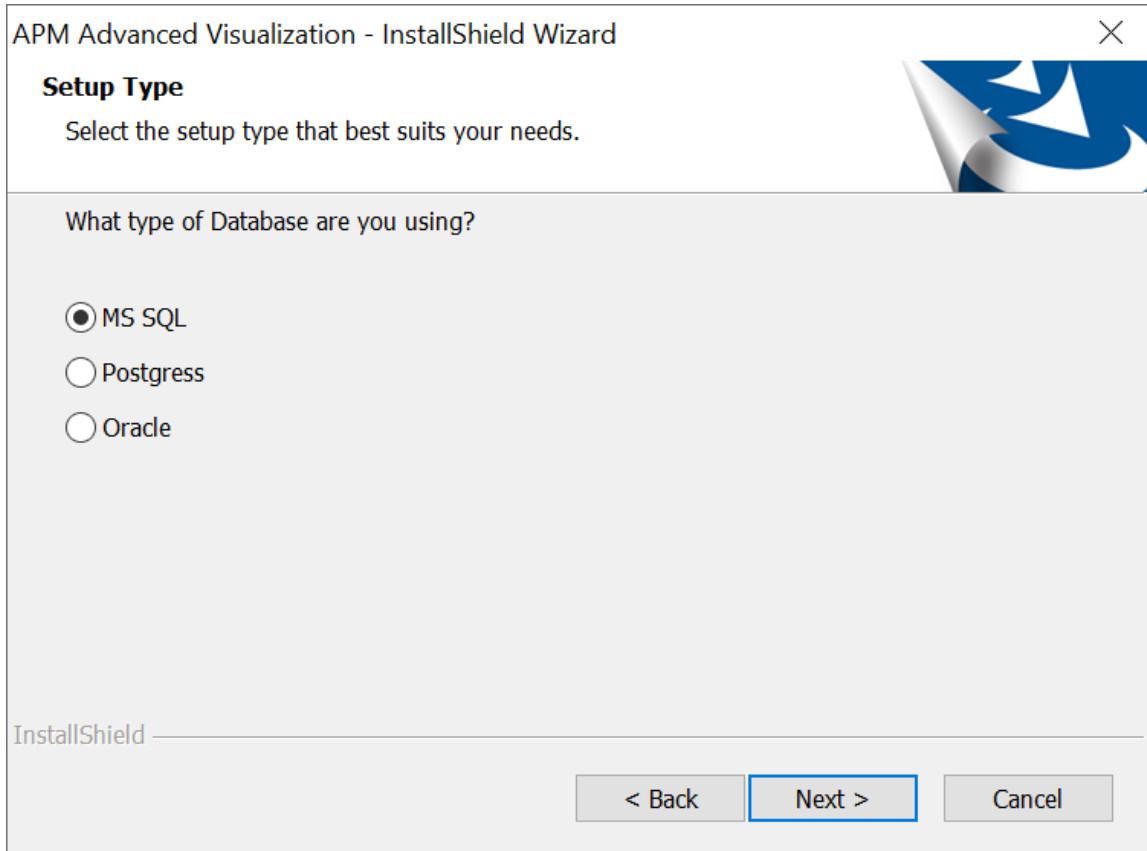 APM Advanced Visualization - InstallShield Wizard
Setup Type
Select the setup type that best suits your needs.
What type of Database are you using?
MS SQL
Postgress
Oracle
InstallShield
< Back
Next >
Cancel